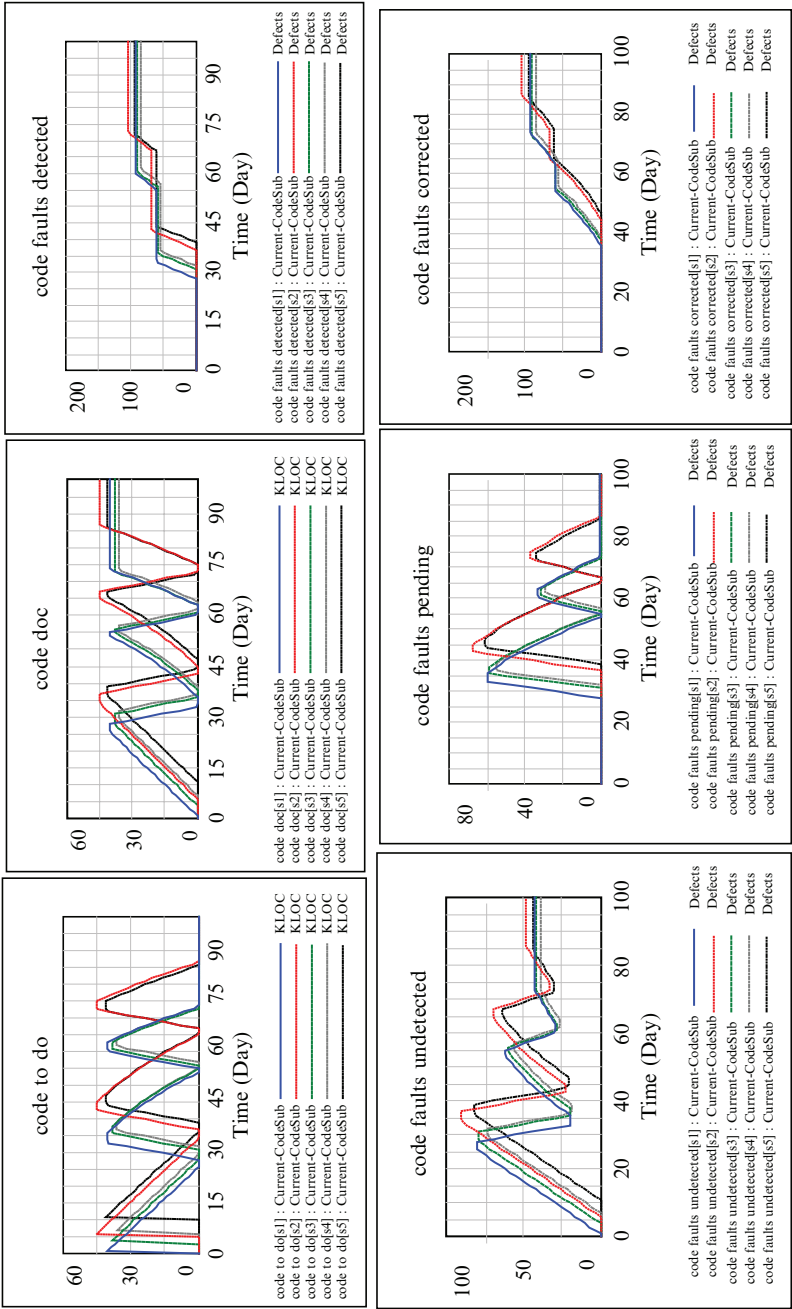 code to do
60
30
0
0
15
30
45
60
75
90
Time (Day)
code to do[s1] : Current-CodeSub KLOC
code to do[s2] : Current-CodeSub KLOC
code to do[s3] : Current-CodeSub KLOC
code to do[s4] : Current-CodeSub KLOC
code to do[s5] : Current-CodeSub KLOC
code doc
60
30
0
0
15
30
45
60
75
90
Time (Day)
code doc[s1] : Current-CodeSub KLOC
code doc[s2] : Current-CodeSub KLOC
code doc[s3] : Current-CodeSub KLOC
code doc[s4] : Current-CodeSub KLOC
code doc[s5] : Current-CodeSub KLOC
code faults detected
200
100
0
0
15
30
45
60
75
90
Time (Day)
code faults detected[s1] : Current-CodeSub Defects
code faults detected[s2] : Current-CodeSub Defects
code faults detected[s3] : Current-CodeSub Defects
code faults detected[s4] : Current-CodeSub Defects
code faults detected[s5] : Current-CodeSub Defects
code faults undetected
100
50
0
0
20
40
60
80
100
Time (Day)
code faults undetected[s1] : Current-CodeSub Defects
code faults undetected[s2] : Current-CodeSub Defects
code faults undetected[s3] : Current-CodeSub Defects
code faults undetected[s4] : Current-CodeSub Defects
code faults undetected[s5] : Current-CodeSub Defects
code faults pending
80
40
0
0
20
40
60
80
100
Time (Day)
code faults pending[s1] : Current-CodeSub Defects
code faults pending[s2] : Current-CodeSub Defects
code faults pending[s3] : Current-CodeSub Defects
code faults pending[s4] : Current-CodeSub Defects
code faults pending[s5] : Current-CodeSub Defects
code faults corrected
200
100
0
0
20
40
60
80
100
Time (Day)
code faults corrected[s1] : Current-CodeSub Defects
code faults corrected[s2] : Current-CodeSub Defects
code faults corrected[s3] : Current-CodeSub Defects
code faults corrected[s4] : Current-CodeSub Defects
code faults corrected[s5] : Current-CodeSub Defects